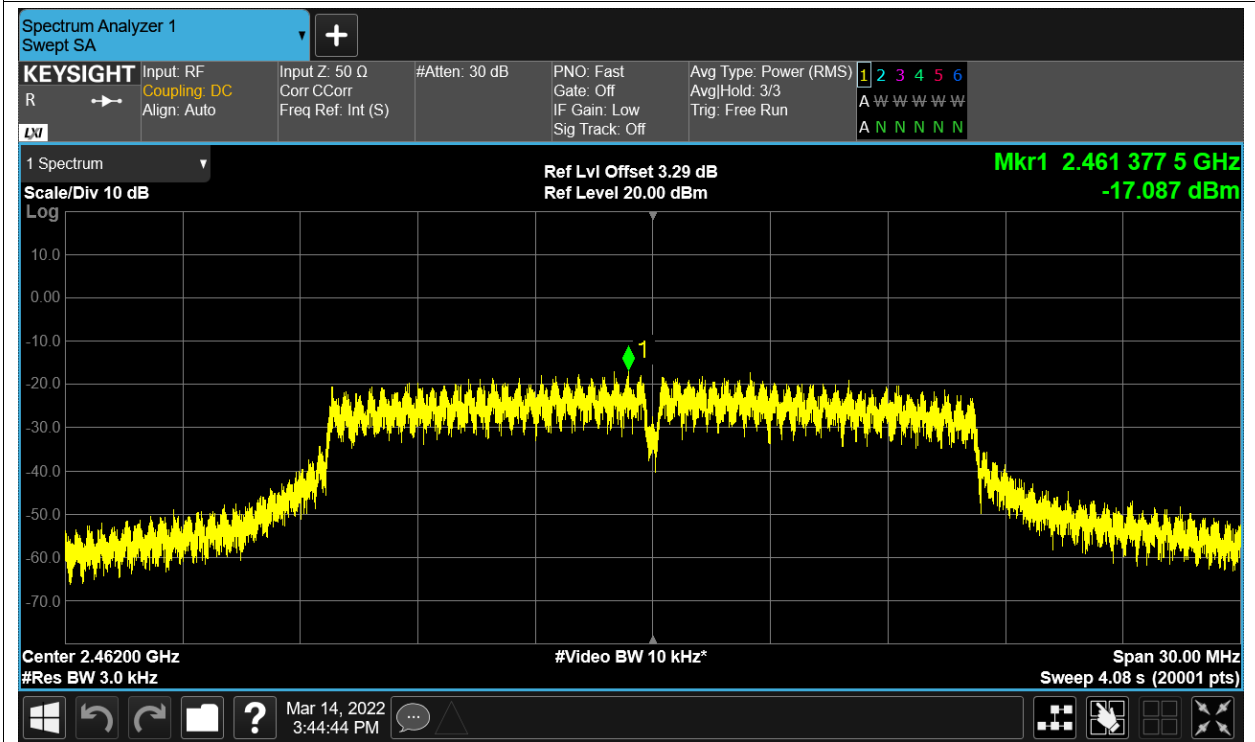 Spectrum Analyzer 1
Swept SA
KEYSIGHT
R
LXI
Input: RF
Coupling: DC
Align: Auto
Input Z: 50 Ω
Corr CCorr
Freq Ref: Int (S)
#Atten: 30 dB
PNO: Fast
Gate: Off
IF Gain: Low
Sig Track: Off
Avg Type: Power (RMS)
Avg|Hold: 3/3
Trig: Free Run
1 2 3 4 5 6
A W W W W W
A N N N N N
1 Spectrum
Scale/Div 10 dB
Log
Ref Lvl Offset 3.29 dB
Ref Level 20.00 dBm
Mkr1 2.461 377 5 GHz
-17.087 dBm
10.0
0.00
-10.0
1
-20.0
-30.0
-40.0
-50.0
-60.0
-70.0
Center 2.46200 GHz
#Res BW 3.0 kHz
#Video BW 10 kHz*
Span 30.00 MHz
Sweep 4.08 s (20001 pts)
?
Mar 14, 2022
3:44:44 PM